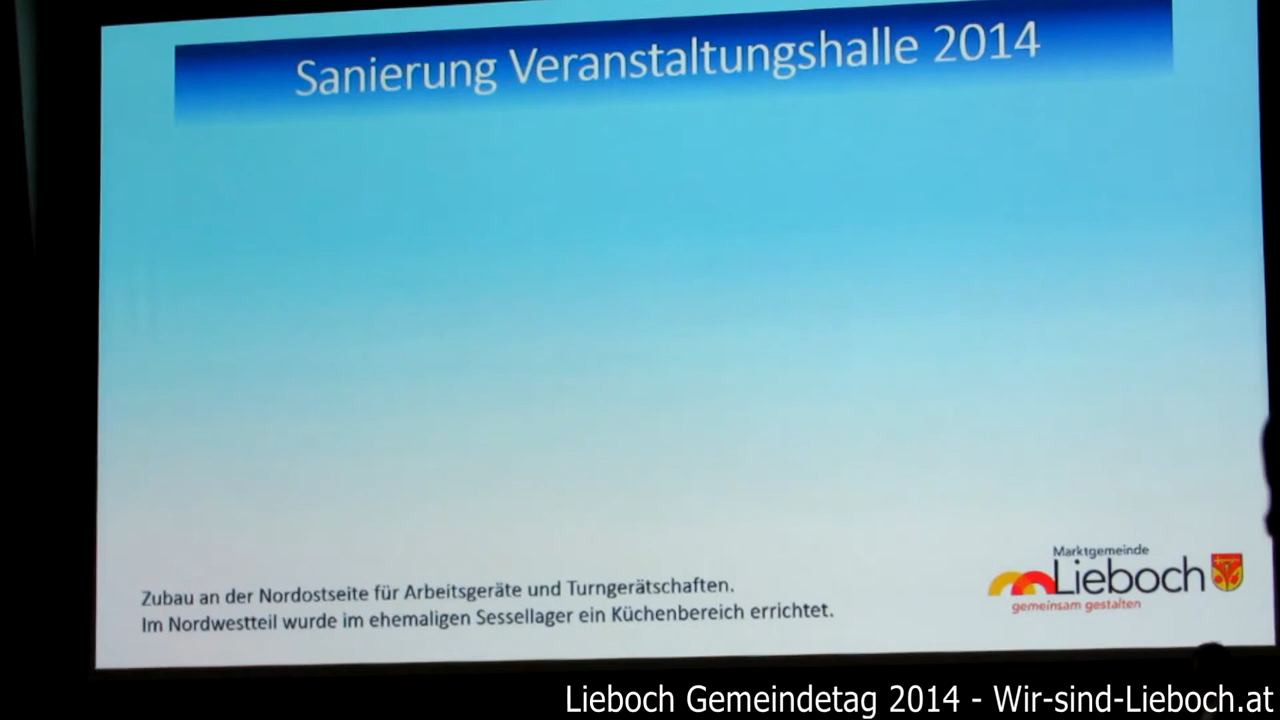 Sanierung Veranstaltungshalle 2014
Zubau an der Nordostseite für Arbeitsgeräte und Turngerätschaften.
Im Nordwestteil wurde im ehemaligen Sessellager ein Küchenbereich errichtet.
Marktgemeinde
Lieboch
gemeinsam gestalten
Lieboch Gemeindetag 2014 - Wir-sind-Lieboch.at